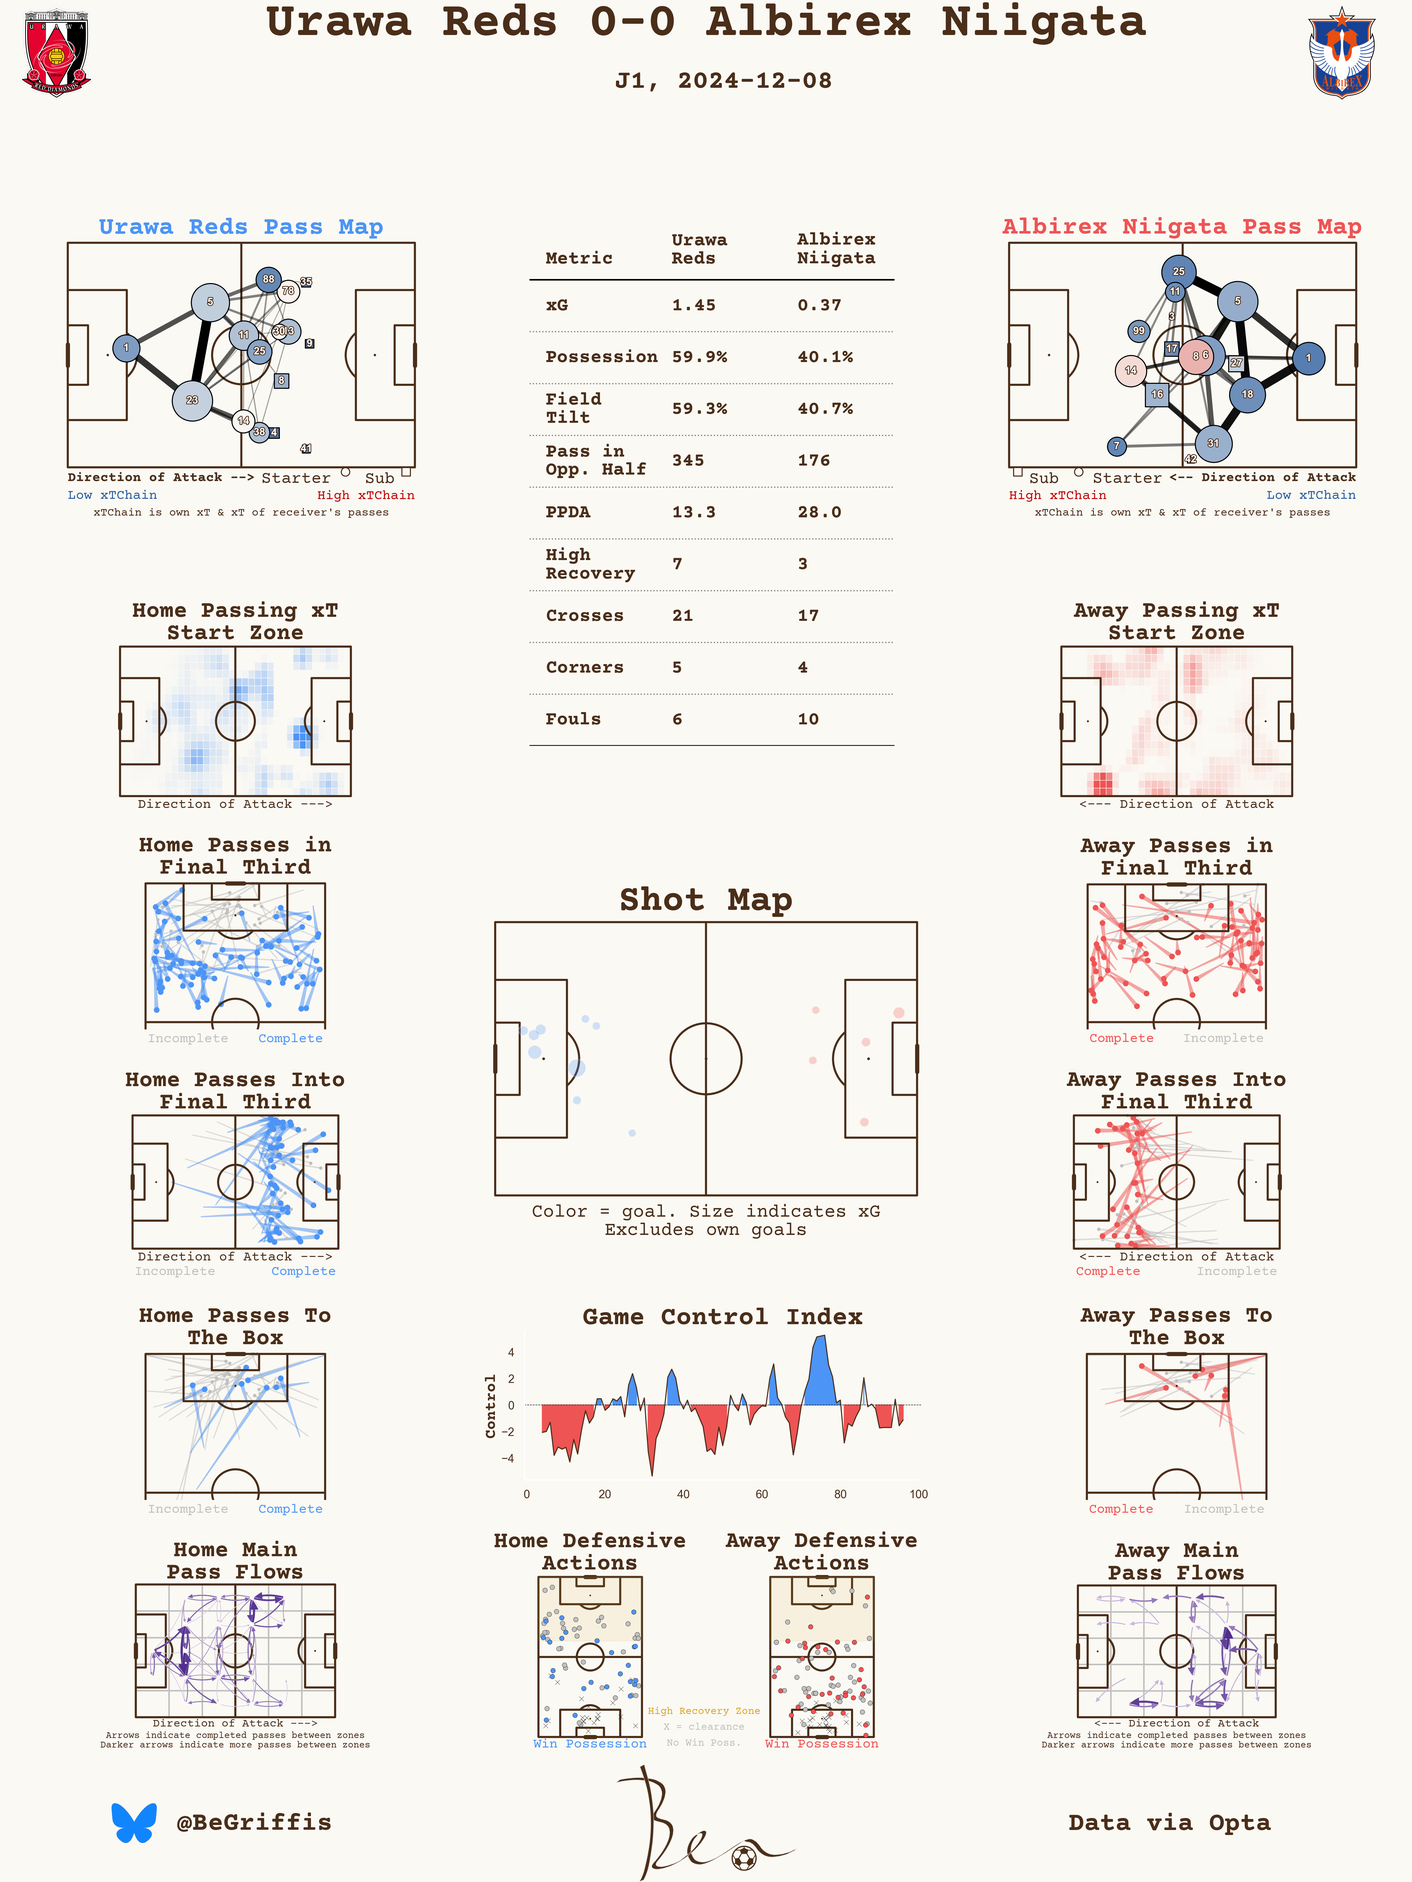 Urawa Reds 0-0 Albirex Niigata
J1, 2024-12-08
URAWA
RED DIAMONDS
ALBIREX
Urawa Reds Pass Map
5
88
78
35
11
30
13
25
9
1
8
23
14
38
4
41
Direction of Attack --> Starter Sub
Low xTChain High xTChain
xTChain is own xT & xT of receiver's passes
Metric Urawa Reds Albirex Niigata
xG 1.45 0.37
Possession 59.9% 40.1%
Field Tilt 59.3% 40.7%
Pass in Opp. Half 345 176
PPDA 13.3 28.0
High Recovery 7 3
Crosses 21 17
Corners 5 4
Fouls 6 10
Albirex Niigata Pass Map
25
11
5
3
99
17
8
6
27
1
14
16
18
7
31
42
Sub Starter <-- Direction of Attack
High xTChain Low xTChain
xTChain is own xT & xT of receiver's passes
Home Passing xT
Start Zone
Direction of Attack --->
Away Passing xT
Start Zone
<--- Direction of Attack
Home Passes in
Final Third
Incomplete Complete
Away Passes in
Final Third
Complete Incomplete
Shot Map
Color = goal. Size indicates xG
Excludes own goals
Home Passes Into
Final Third
Direction of Attack --->
Incomplete Complete
Away Passes Into
Final Third
<--- Direction of Attack
Complete Incomplete
Home Passes To
The Box
Incomplete Complete
Game Control Index
Control
4
2
0
−2
−4
0 20 40 60 80 100
Away Passes To
The Box
Complete Incomplete
Home Main
Pass Flows
Direction of Attack --->
Arrows indicate completed passes between zones
Darker arrows indicate more passes between zones
Home Defensive
Actions
Win Possession
High Recovery Zone
X = clearance
No Win Poss.
Away Defensive
Actions
Win Possession
Away Main
Pass Flows
<--- Direction of Attack
Arrows indicate completed passes between zones
Darker arrows indicate more passes between zones
@BeGriffis
Ben
Data via Opta